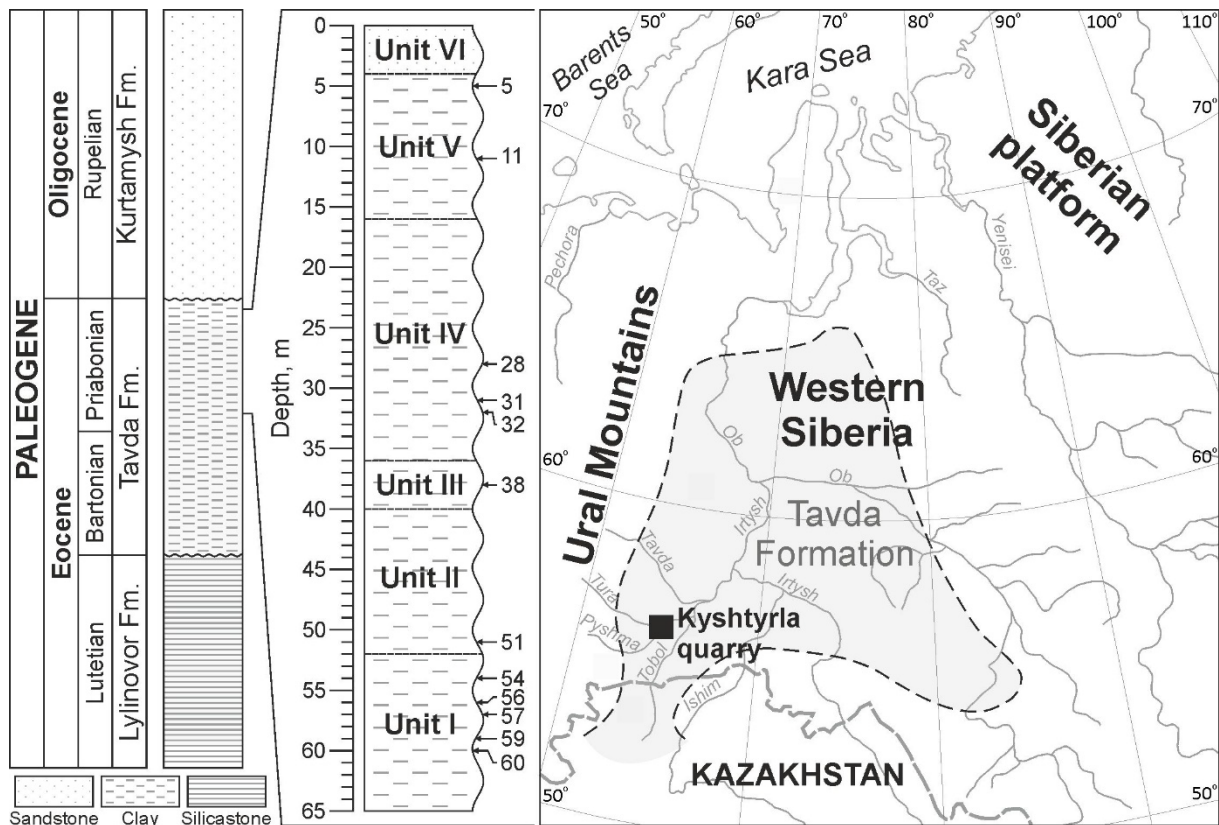 PALEOGENE
Oligocene
Eocene
Rupelian
Priabonian
Bartonian
Lutetian
Kurtamysh Fm.
Tavda Fm.
Lylinovor Fm.
Sandstone
Clay
Silicastone
Depth, m
0
5
10
15
20
25
30
35
40
45
50
55
60
65
Unit VI
Unit V
Unit IV
Unit III
Unit II
Unit I
5
11
28
31
32
38
51
54
56
57
59
60
50°
60°
70°
80°
90°
100°
110°
Barents
Sea
Kara Sea
70°
70°
Siberian
platform
Pechora
Taz
Yenisei
Ural Mountains
Western
Siberia
60°
60°
Ob
Ob
Irtysh
Tavda
Formation
Tavda
Irtysh
Tura
Pyshma
Kyshtyrla
quarry
Tobol
Ishim
KAZAKHSTAN
50°
50°